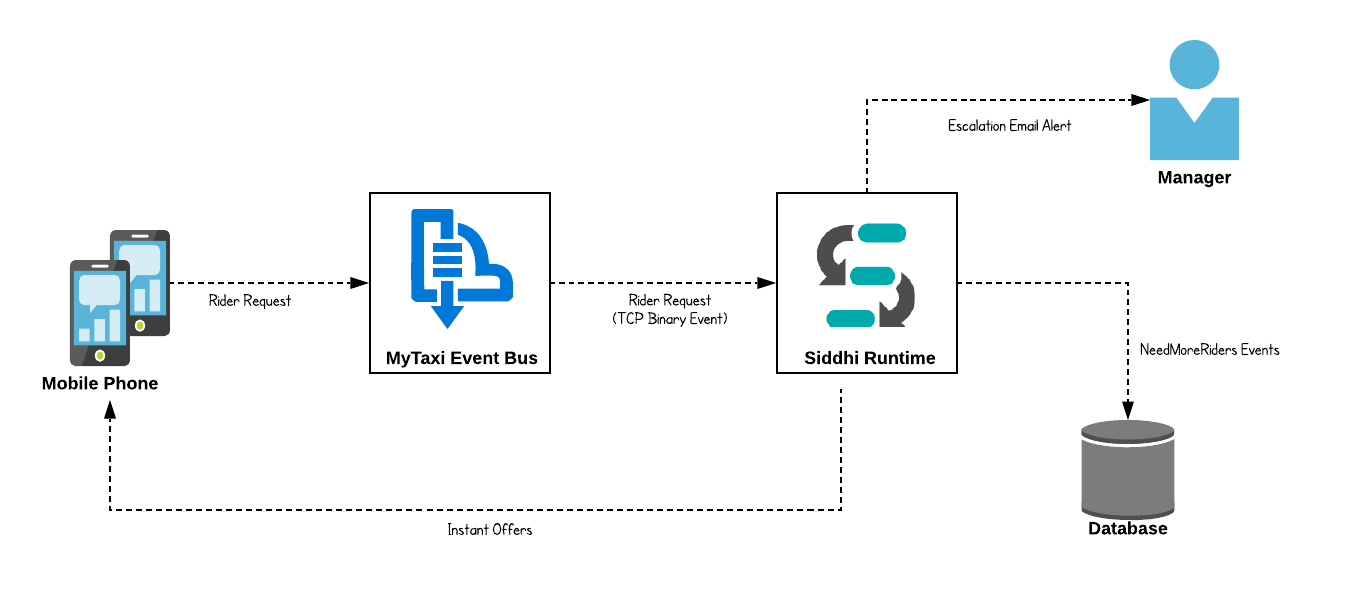 Escalation Email Alert
Manager
Rider Request
MyTaxi Event Bus
Rider Request
(TCP Binary Event)
Siddhi Runtime
NeedMoreRiders Events
Mobile Phone
Instant Offers
Database